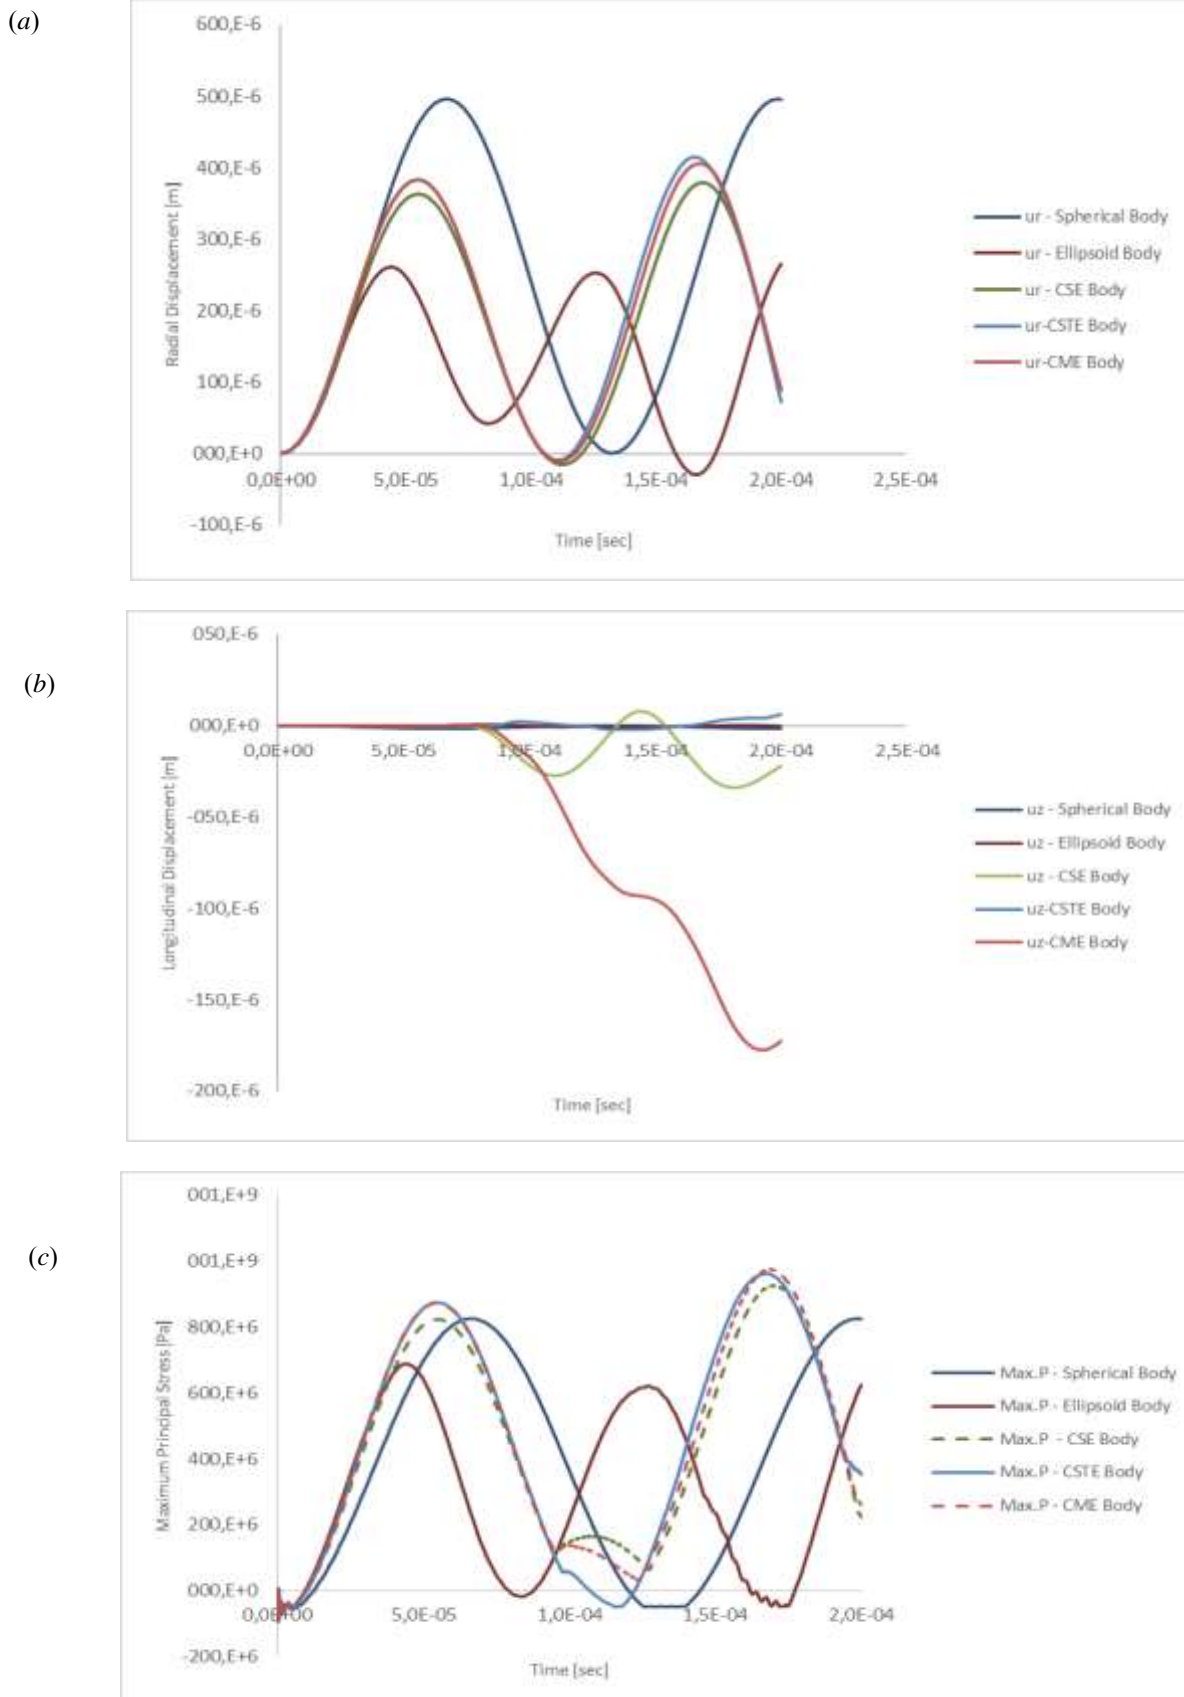 (a)
600,E-6
500,E-6
400,E-6
300,E-6
200,E-6
100,E-6
000,E+0
-100,E-6
Radial Displacement [m]
0,0E+00 5,0E-05 1,0E-04 1,5E-04 2,0E-04 2,5E-04
Time [sec]
ur - Spherical Body
ur - Ellipsoid Body
ur - CSE Body
ur-CSTE Body
ur-CME Body
(b)
050,E-6
000,E+0
-050,E-6
-100,E-6
-150,E-6
-200,E-6
Longitudinal Displacement [m]
0,0E+00 5,0E-05 1,0E-04 1,5E-04 2,0E-04 2,5E-04
Time [sec]
uz - Spherical Body
uz - Ellipsoid Body
uz - CSE Body
uz-CSTE Body
uz-CME Body
(c)
001,E+9
001,E+9
800,E+6
600,E+6
400,E+6
200,E+6
000,E+0
-200,E+6
Maximum Principal Stress [Pa]
0,0E+00 5,0E-05 1,0E-04 1,5E-04 2,0E-04
Time [sec]
Max.P - Spherical Body
Max.P - Ellipsoid Body
Max.P - CSE Body
Max.P - CSTE Body
Max.P - CME Body